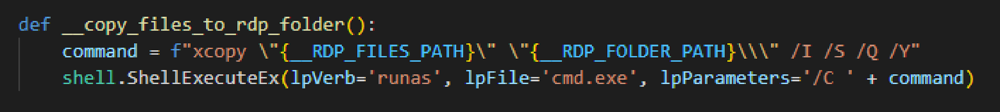 def __copy_files_to_rdp_folder():
    command = f"xcopy \"{__RDP_FILES_PATH}\" \"{__RDP_FOLDER_PATH}\\\" /I /S /Q /Y"
    shell.ShellExecuteEx(lpVerb='runas', lpFile='cmd.exe', lpParameters='/C ' + command)